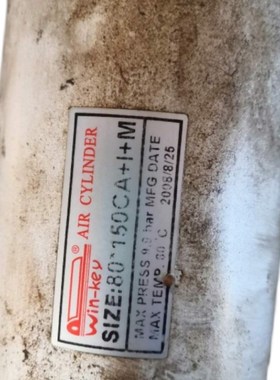 Win-key
AIR CYLINDER
SIZE:80*150CA+I+M
MAX PRESS 9.9 bar MFG DATE
MAX TEMP 80 C 2008/8/25